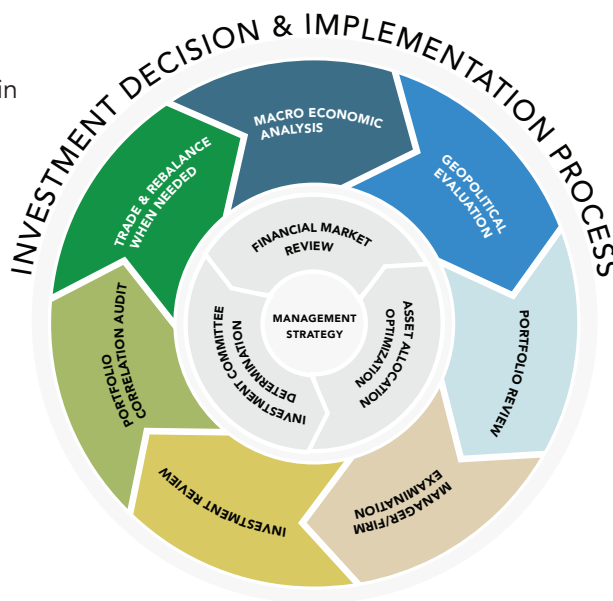 in
INVESTMENT DECISION & IMPLEMENTATION PROCESS
MACRO ECONOMIC
ANALYSIS
GEOPOLITICAL
EVALUATION
PORTFOLIO REVIEW
MANAGER/FIRM
EXAMINATION
INVESTMENT REVIEW
PORTFOLIO
CORRELATION AUDIT
TRADE & REBALANCE
WHEN NEEDED
FINANCIAL MARKET
REVIEW
ASSET ALLOCATION
OPTIMIZATION
INVESTMENT COMMITTEE
DETERMINATION
MANAGEMENT
STRATEGY